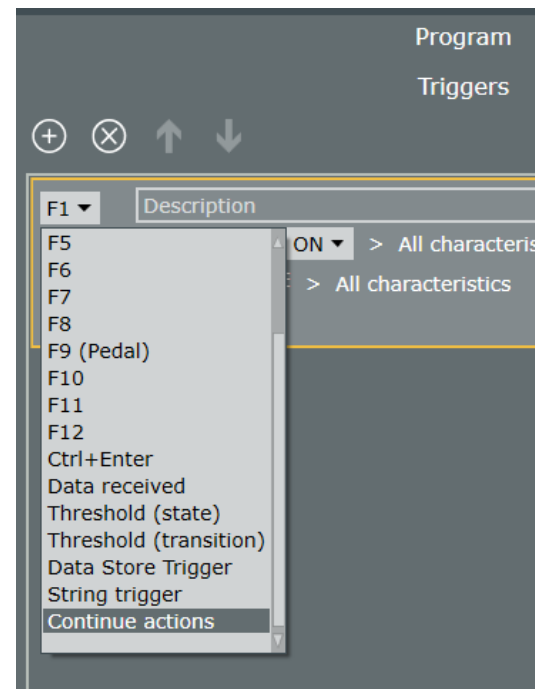 Program
Triggers
F1 Description
F5
ON > All characteris
F6
> All characteristics
F7
F8
F9 (Pedal)
F10
F11
F12
Ctrl+Enter
Data received
Threshold (state)
Threshold (transition)
Data Store Trigger
String trigger
Continue actions